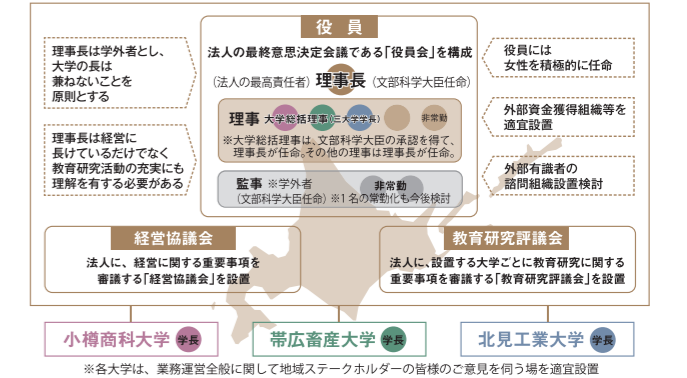 役 員
法人の最終意思決定会議である「役員会」を構成
(法人の最高責任者) 理事長 (文部科学大臣任命)
理事 大学総括理事(三大学学長) 非常勤
※大学総括理事は、文部科学大臣の承認を得て、
理事長が任命。その他の理事は理事長が任命。
監事 ※学外者 非常勤
(文部科学大臣任命) ※1名の常勤化も今後検討
理事長は学外者とし、
大学の長は
兼ねないことを
原則とする
理事長は経営に
長けているだけでなく
教育研究活動の充実にも
理解を有する必要がある
役員には
女性を積極的に任命
外部資金獲得組織等を
適宜設置
外部有識者の
諮問組織設置検討
経営協議会
法人に、経営に関する重要事項を
審議する「経営協議会」を設置
教育研究評議会
法人に、設置する大学ごとに教育研究に関する
重要事項を審議する「教育研究評議会」を設置
小樽商科大学 学長
帯広畜産大学 学長
北見工業大学 学長
※各大学は、業務運営全般に関して地域ステークホルダーの皆様のご意見を伺う場を適宜設置